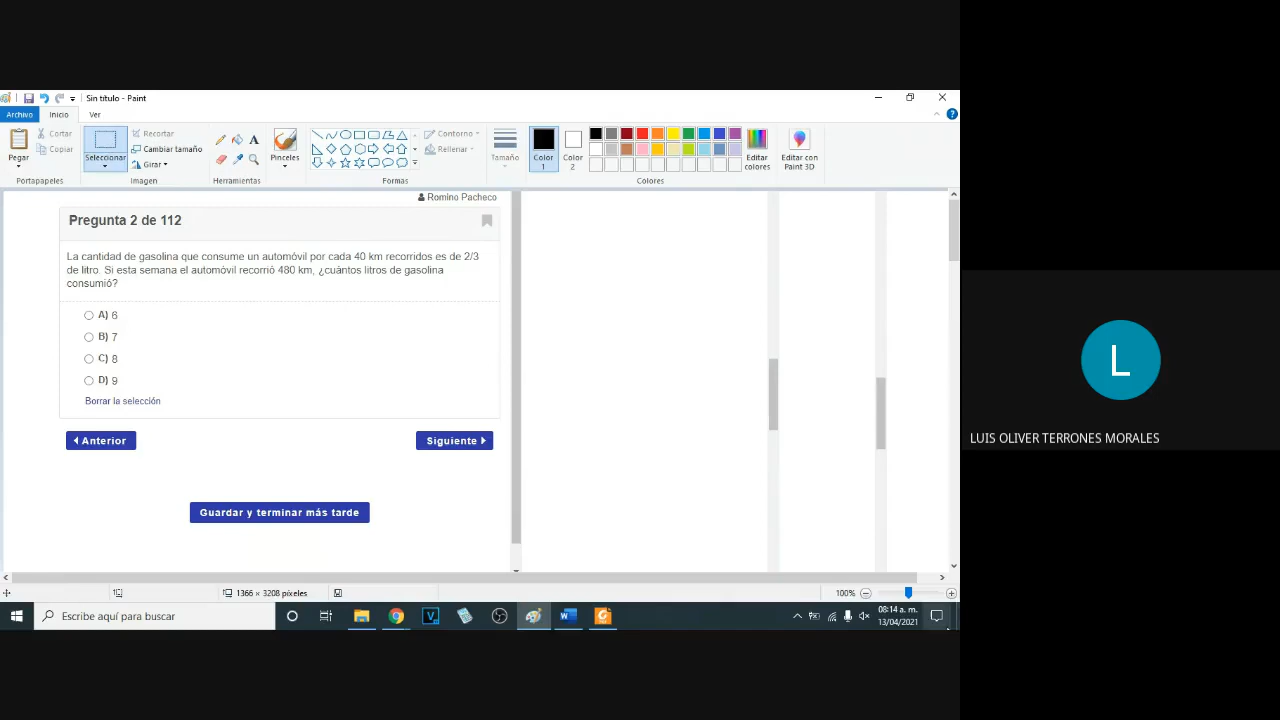 Sin título - Paint
Archivo Inicio Ver
Pegar
Cortar
Copiar
Portapapeles
Seleccionar
Recortar
Cambiar tamaño
Girar
Imagen
A
Herramientas
Pinceles
Contorno
Rellenar
Formas
Tamaño
Color 1
Color 2
Editar colores
Editar con Paint 3D
Colores
Romino Pacheco
Pregunta 2 de 112
La cantidad de gasolina que consume un automóvil por cada 40 km recorridos es de 2/3
de litro. Si esta semana el automóvil recorrió 480 km, ¿cuántos litros de gasolina
consumió?
A) 6
B) 7
C) 8
D) 9
Borrar la selección
Anterior Siguiente
Guardar y terminar más tarde
L
LUIS OLIVER TERRONES MORALES
1366 × 3208 píxeles 100%
Escribe aquí para buscar
08:14 a. m.
13/04/2021